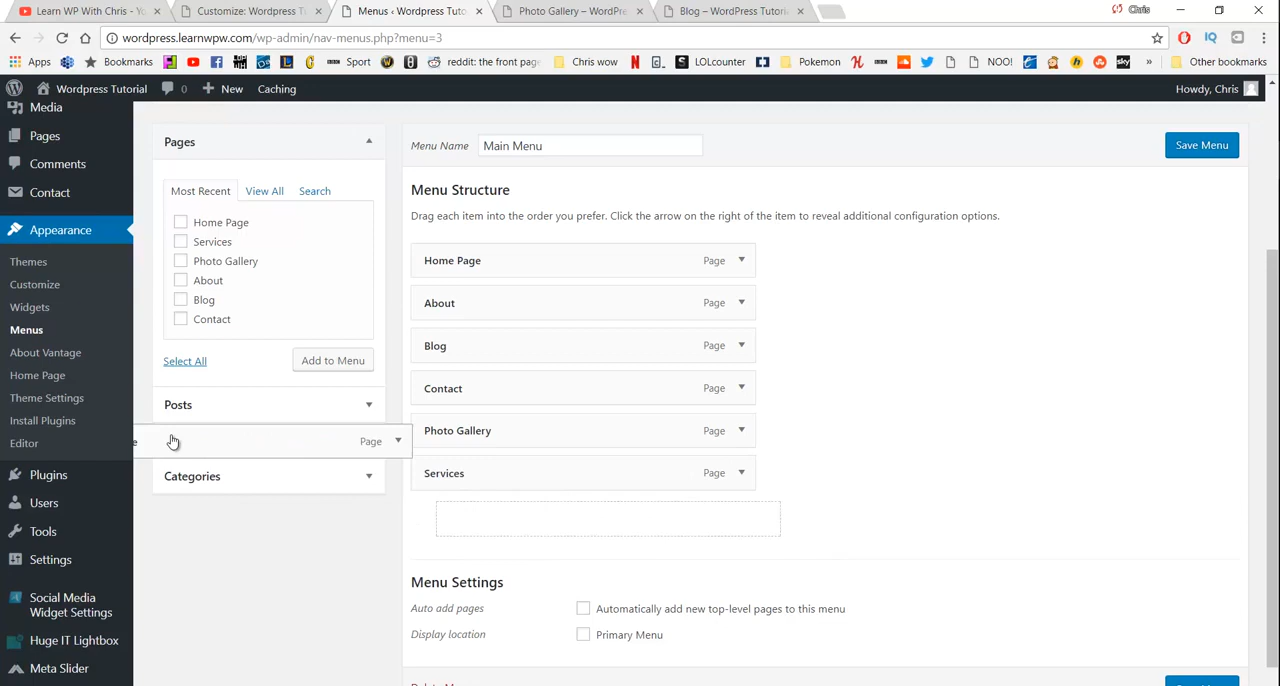 Learn WP With Chris - Yo
Customize: Wordpress T
Menus ‹ Wordpress Tuto
Photo Gallery – WordPre
Blog – WordPress Tutoria
Chris
wordpress.learnwpw.com/wp-admin/nav-menus.php?menu=3
Apps
Bookmarks
Sport
reddit: the front page
Chris wow
LOLcounter
Pokemon
NOO!
sky
»
Other bookmarks
Wordpress Tutorial
0
New
Caching
Howdy, Chris
Media
Pages
Comments
Contact
Appearance
Themes
Customize
Widgets
Menus
About Vantage
Home Page
Theme Settings
Install Plugins
Editor
Plugins
Users
Tools
Settings
Social Media
Widget Settings
Huge IT Lightbox
Meta Slider
Pages
Most Recent
View All
Search
Home Page
Services
Photo Gallery
About
Blog
Contact
Select All
Add to Menu
Posts
e
Page
Categories
Menu Name
Main Menu
Save Menu
Menu Structure
Drag each item into the order you prefer. Click the arrow on the right of the item to reveal additional configuration options.
Home Page
Page
About
Page
Blog
Page
Contact
Page
Photo Gallery
Page
Services
Page
Menu Settings
Auto add pages
Automatically add new top-level pages to this menu
Display location
Primary Menu